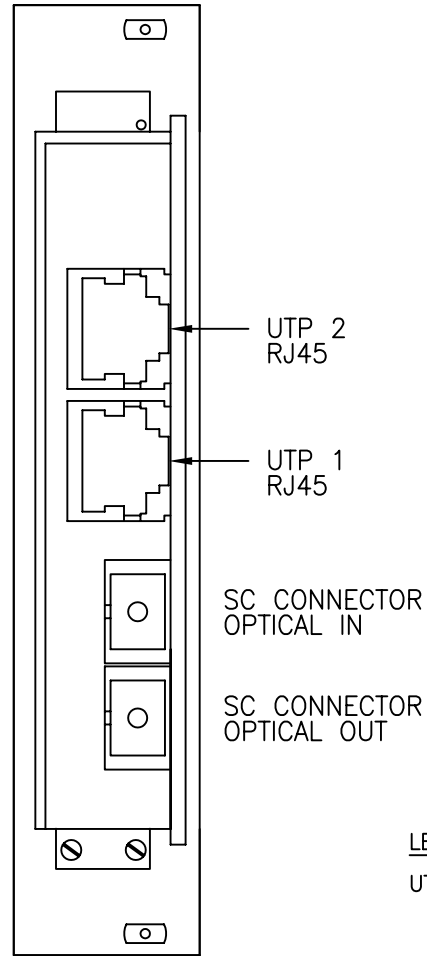 UTP 2
RJ45
UTP 1
RJ45
SC CONNECTOR
OPTICAL IN
SC CONNECTOR
OPTICAL OUT